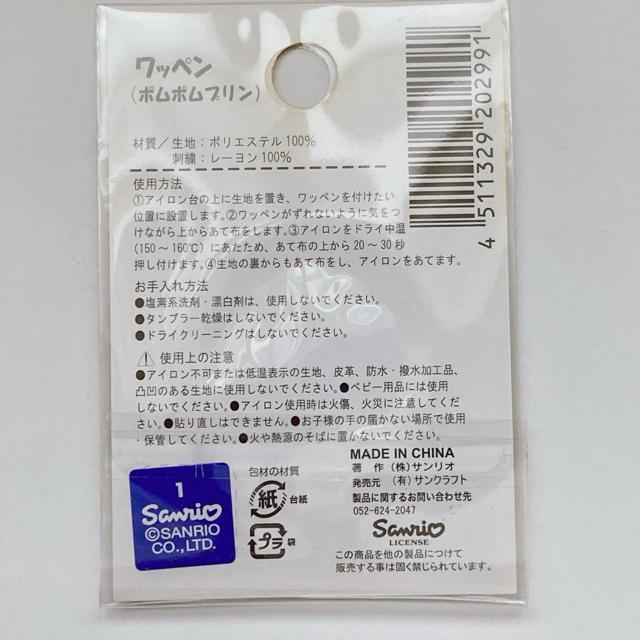 ワッペン
(ポムポムプリン)
材質／生地：ポリエステル100%
刺繍：レーヨン100%
4 511329 202991
使用方法
①アイロン台の上に生地を置き、ワッペンを付けたい
位置に設置します。②ワッペンがずれないように気をつ
けながら上からあて布をします。③アイロンをドライ中温
(150～160℃)にあたため、あて布の上から20～30秒
押し付けます。④生地の裏からもあて布をし、アイロンをあてます。
お手入れ方法
●塩素系洗剤・漂白剤は、使用しないでください。
●タンブラー乾燥はしないでください。
●ドライクリーニングはしないでください。
⚠ 使用上の注意
●アイロン不可または低温表示の生地、皮革、防水・撥水加工品、
凸凹のある生地に使用しないでください。●ベビー用品には使用
しないでください。●アイロン使用時は火傷、火災に注意してくだ
さい。●貼り直しはできません。●お子様の手の届かない場所で使用
・保管してください。●火や熱源のそばに置かないでください。
1
Sanrio
©SANRIO
CO.,LTD.
包材の材質
紙 台紙
プラ 袋
MADE IN CHINA
著 作 (株)サンリオ
発売元 (有)サンクラフト
製品に関するお問い合わせ先
052-624-2047
Sanrio
LICENSE
この商品を他の製品につけて
販売する事は固く禁じられています。